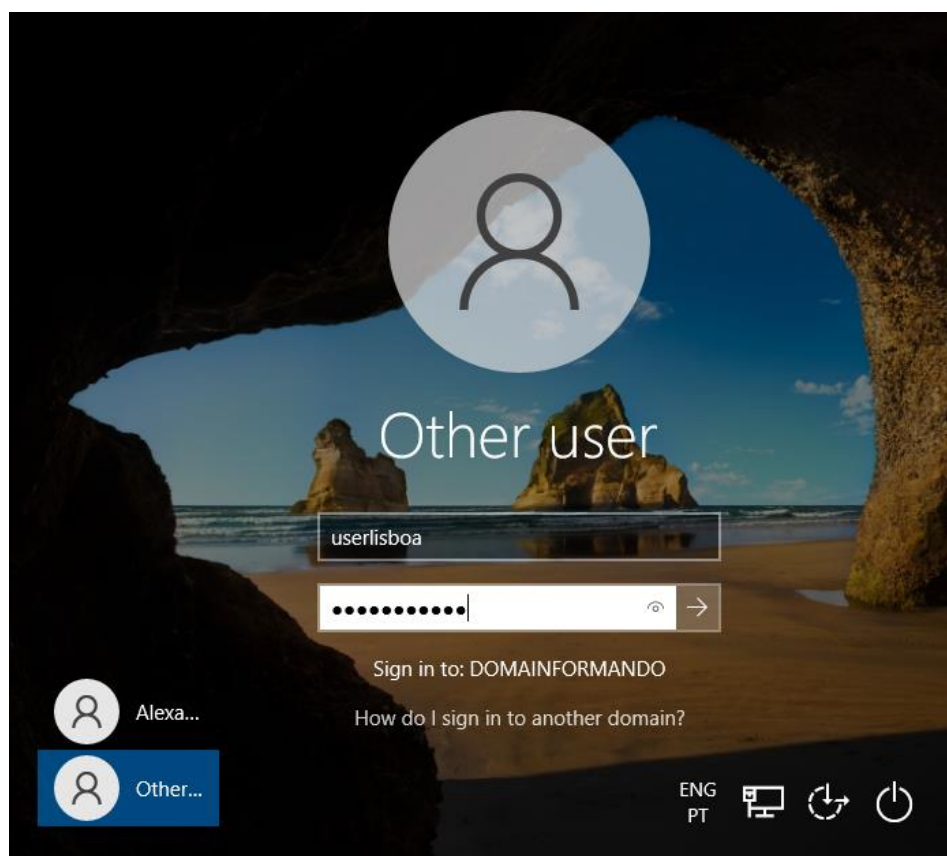 Other user
userlisboa
●●●●●●●●●●●
Sign in to: DOMAINFORMANDO
How do I sign in to another domain?
Alexa...
Other...
ENG
PT